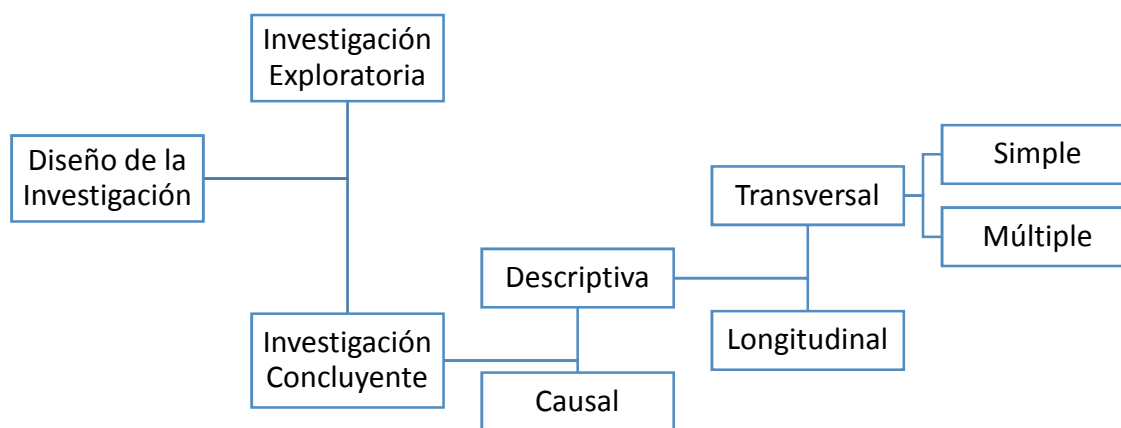 Investigación
Exploratoria
Diseño de la
Investigación
Simple
Transversal
Múltiple
Descriptiva
Investigación
Concluyente
Longitudinal
Causal